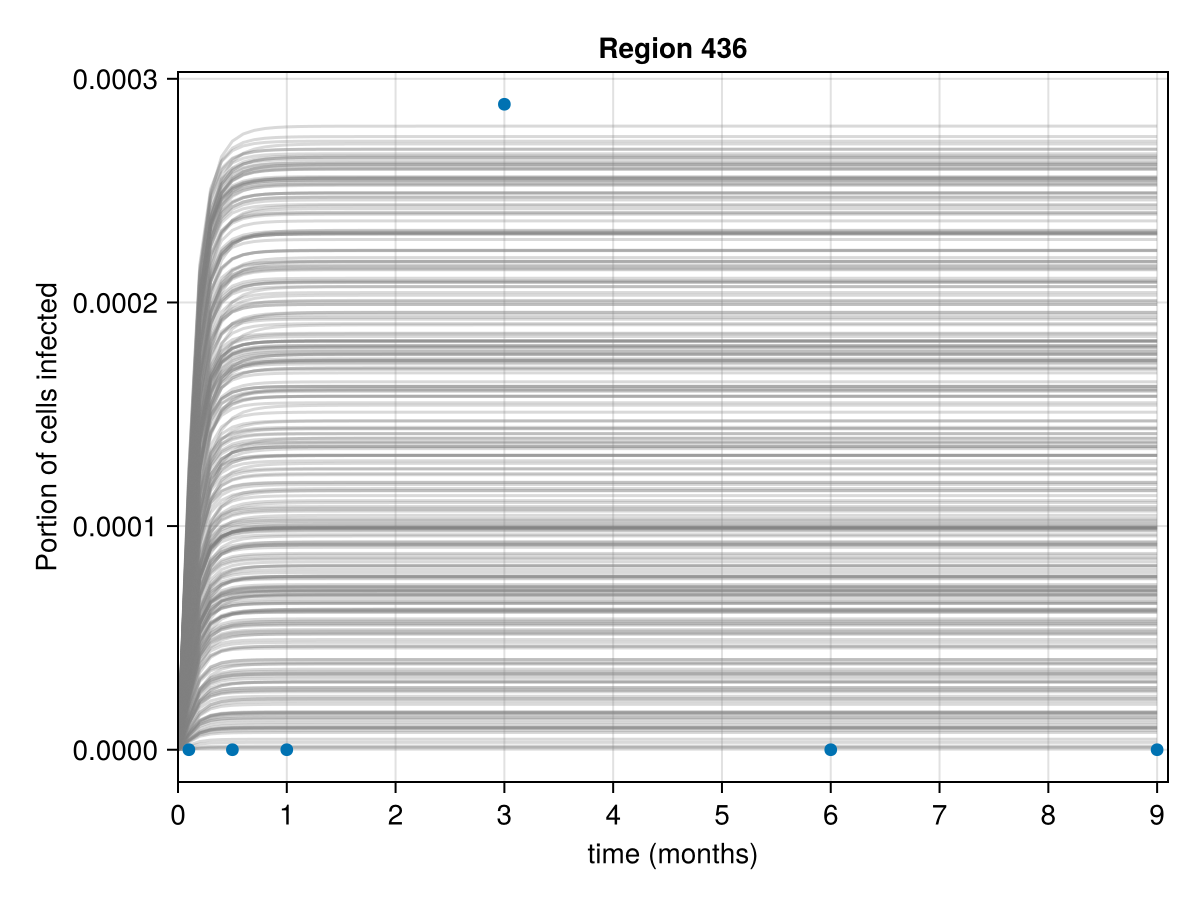 Region 436
0.0003
0.0002
0.0001
0.0000
Portion of cells infected
0 1 2 3 4 5 6 7 8 9
time (months)